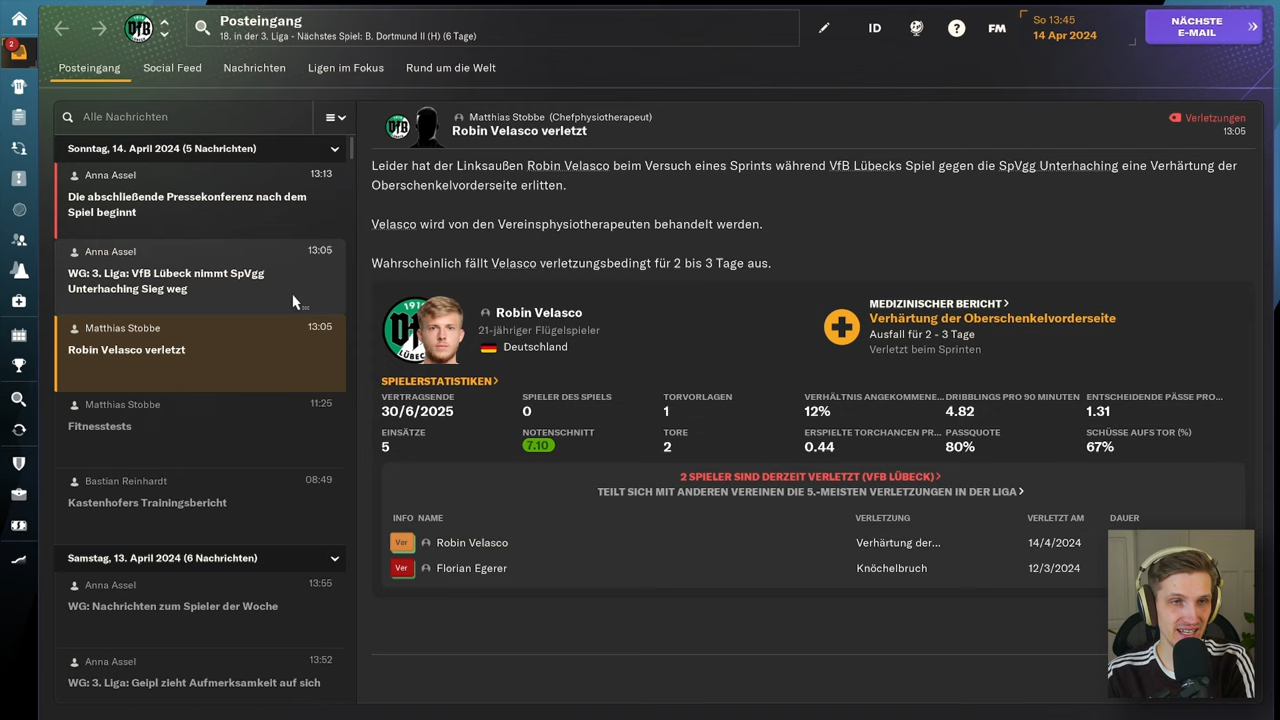 Posteingang
18. in der 3. Liga - Nächstes Spiel: B. Dortmund II (H) (6 Tage)
ID
FM
So 13:45
14 Apr 2024
NÄCHSTE
E-MAIL
2
Posteingang
Social Feed
Nachrichten
Ligen im Fokus
Rund um die Welt
Alle Nachrichten
Sonntag, 14. April 2024 (5 Nachrichten)
Anna Assel 13:13
Die abschließende Pressekonferenz nach dem
Spiel beginnt
Anna Assel 13:05
WG: 3. Liga: VfB Lübeck nimmt SpVgg
Unterhaching Sieg weg
Matthias Stobbe 13:05
Robin Velasco verletzt
Matthias Stobbe 11:25
Fitnesstests
Bastian Reinhardt 08:49
Kastenhofers Trainingsbericht
Samstag, 13. April 2024 (6 Nachrichten)
Anna Assel 13:55
WG: Nachrichten zum Spieler der Woche
Anna Assel 13:52
WG: 3. Liga: Geipl zieht Aufmerksamkeit auf sich
Matthias Stobbe (Chefphysiotherapeut)
Robin Velasco verletzt
Verletzungen
13:05
Leider hat der Linksaußen Robin Velasco beim Versuch eines Sprints während VfB Lübecks Spiel gegen die SpVgg Unterhaching eine Verhärtung der
Oberschenkelvorderseite erlitten.
Velasco wird von den Vereinsphysiotherapeuten behandelt werden.
Wahrscheinlich fällt Velasco verletzungsbedingt für 2 bis 3 Tage aus.
Robin Velasco
21-jähriger Flügelspieler
Deutschland
MEDIZINISCHER BERICHT >
Verhärtung der Oberschenkelvorderseite
Ausfall für 2 - 3 Tage
Verletzt beim Sprinten
SPIELERSTATISTIKEN >
VERTRAGSENDE SPIELER DES SPIELS TORVORLAGEN VERHÄLTNIS ANGEKOMMENE... DRIBBLINGS PRO 90 MINUTEN ENTSCHEIDENDE PÄSSE PRO...
30/6/2025 0 1 12% 4.82 1.31
EINSÄTZE NOTENSCHNITT TORE ERSPIELTE TORCHANCEN PR... PASSQUOTE SCHÜSSE AUFS TOR (%)
5 7.10 2 0.44 80% 67%
2 SPIELER SIND DERZEIT VERLETZT (VFB LÜBECK) >
TEILT SICH MIT ANDEREN VEREINEN DIE 5.-MEISTEN VERLETZUNGEN IN DER LIGA >
INFO NAME VERLETZUNG VERLETZT AM DAUER
Ver Robin Velasco Verhärtung der... 14/4/2024
Ver Florian Egerer Knöchelbruch 12/3/2024